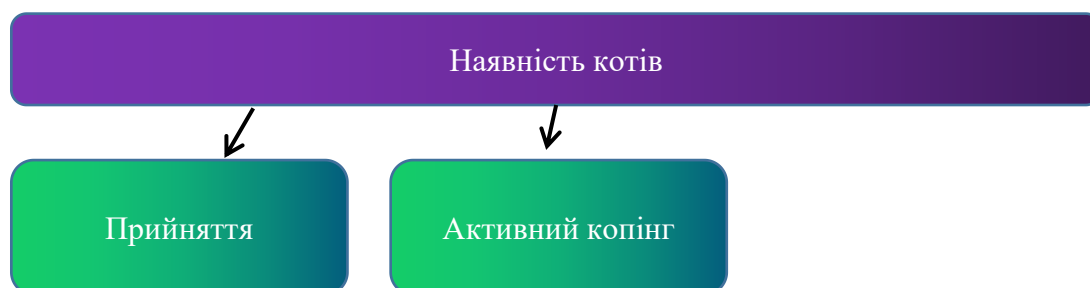 Наявність котів
Прийняття
Активний копінг